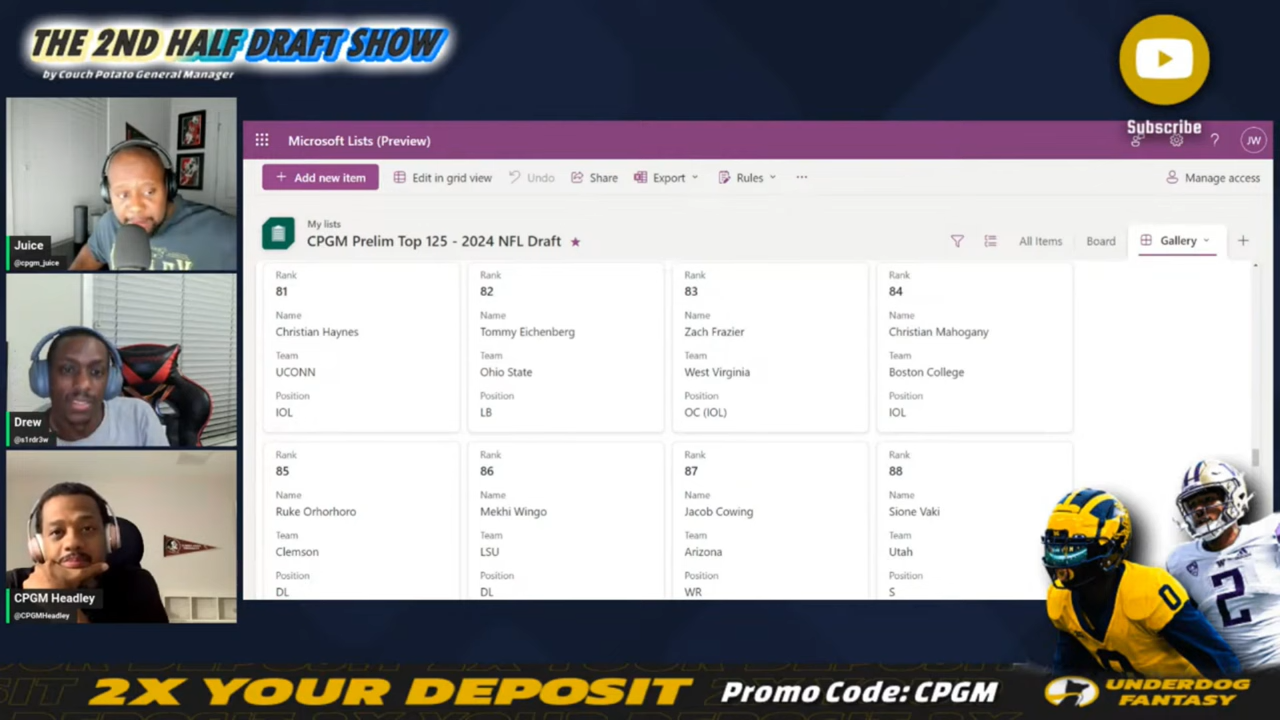 THE 2ND HALF DRAFT SHOW
by Couch Potato General Manager
Subscribe
Microsoft Lists (Preview)
? JW
+ Add new item Edit in grid view Undo Share Export Rules ... Manage access
My lists
CPGM Prelim Top 125 - 2024 NFL Draft
All Items Board Gallery +
Rank Rank Rank Rank
81 82 83 84
Name Name Name Name
Christian Haynes Tommy Eichenberg Zach Frazier Christian Mahogany
Team Team Team Team
UCONN Ohio State West Virginia Boston College
Position Position Position Position
IOL LB OC (IOL) IOL
Rank Rank Rank Rank
85 86 87 88
Name Name Name Name
Ruke Orhorhoro Mekhi Wingo Jacob Cowing Sione Vaki
Team Team Team Team
Clemson LSU Arizona Utah
Position Position Position Position
DL DL WR S
Juice
@cpgm_juice
Drew
@s1rdr3w
CPGM Headley
@CPGMHeadley
0
2
2X YOUR DEPOSIT
Promo Code: CPGM
UNDERDOG
FANTASY